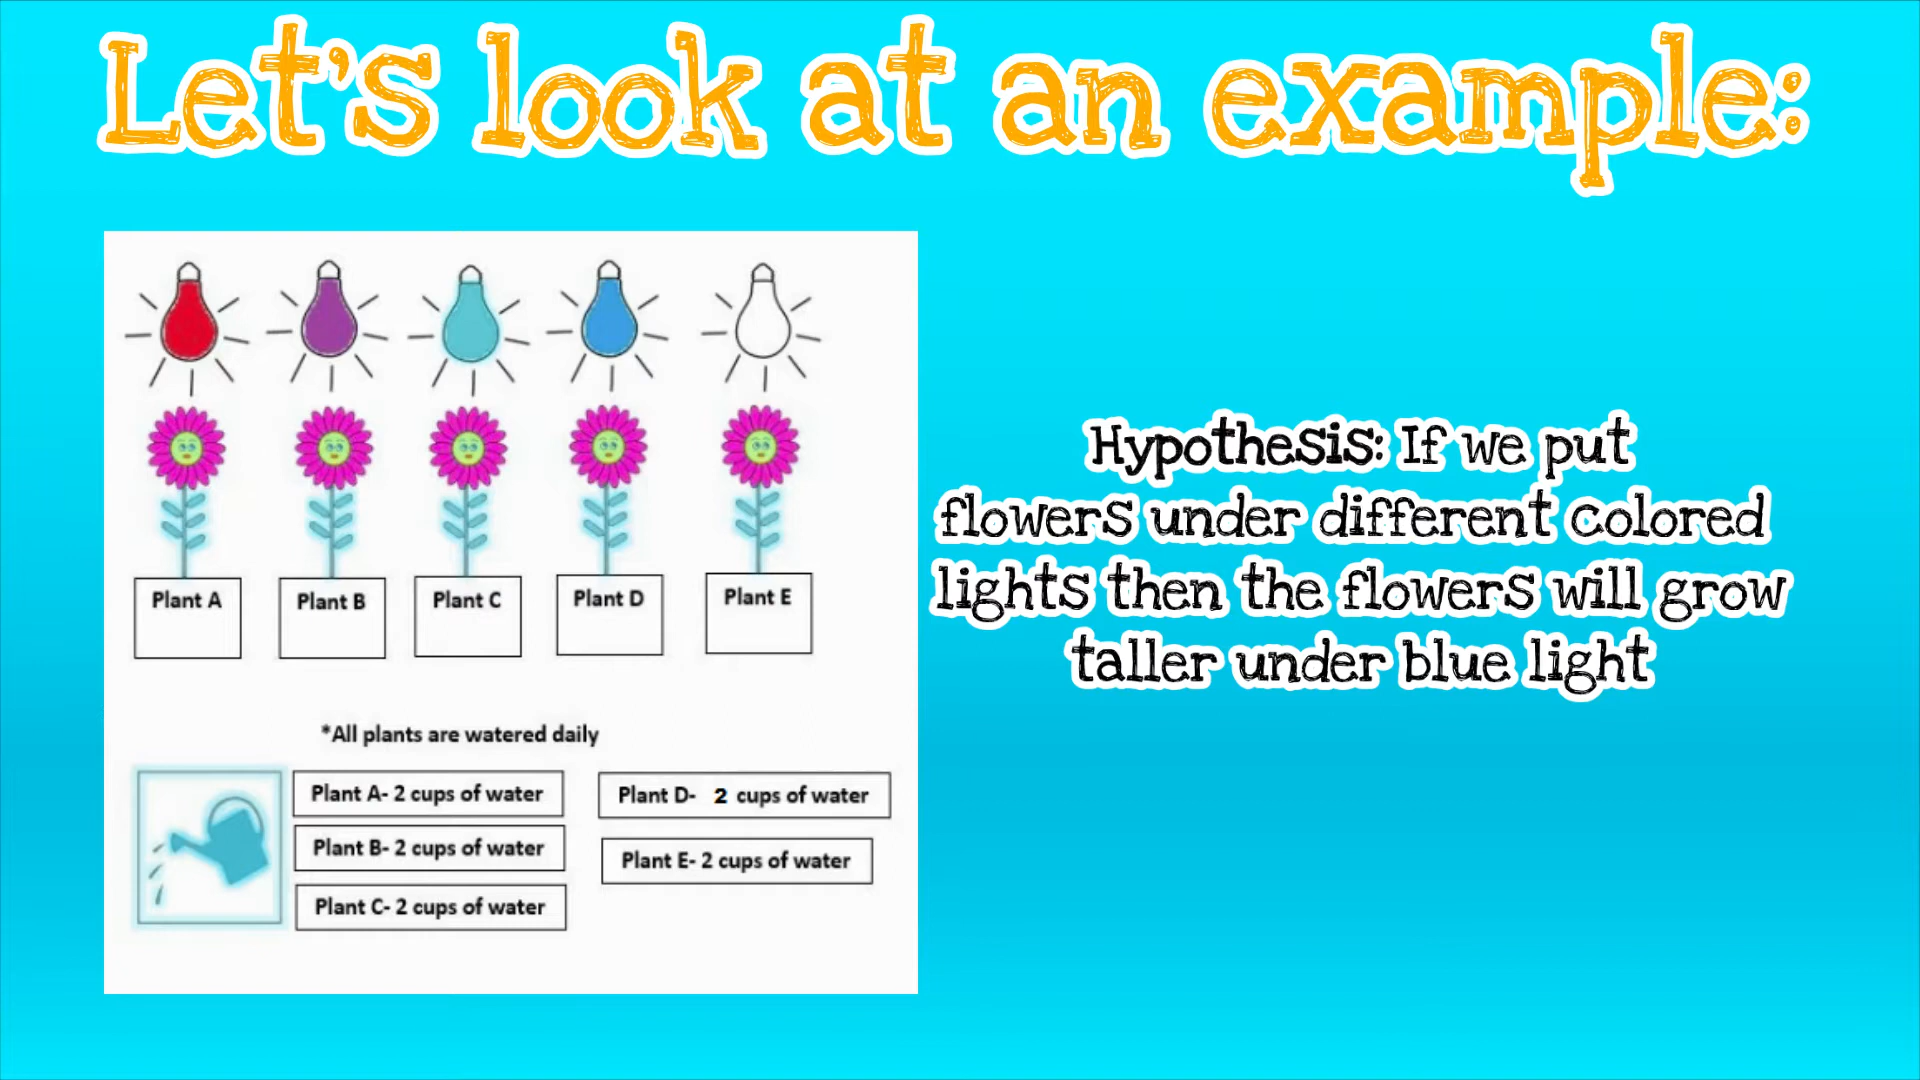 Let's look at an example:
Plant A
Plant B
Plant C
Plant D
Plant E
*All plants are watered daily
Plant A- 2 cups of water
Plant B- 2 cups of water
Plant C- 2 cups of water
Plant D- 2 cups of water
Plant E- 2 cups of water
Hypothesis: If we put
flowers under different colored
lights then the flowers will grow
taller under blue light